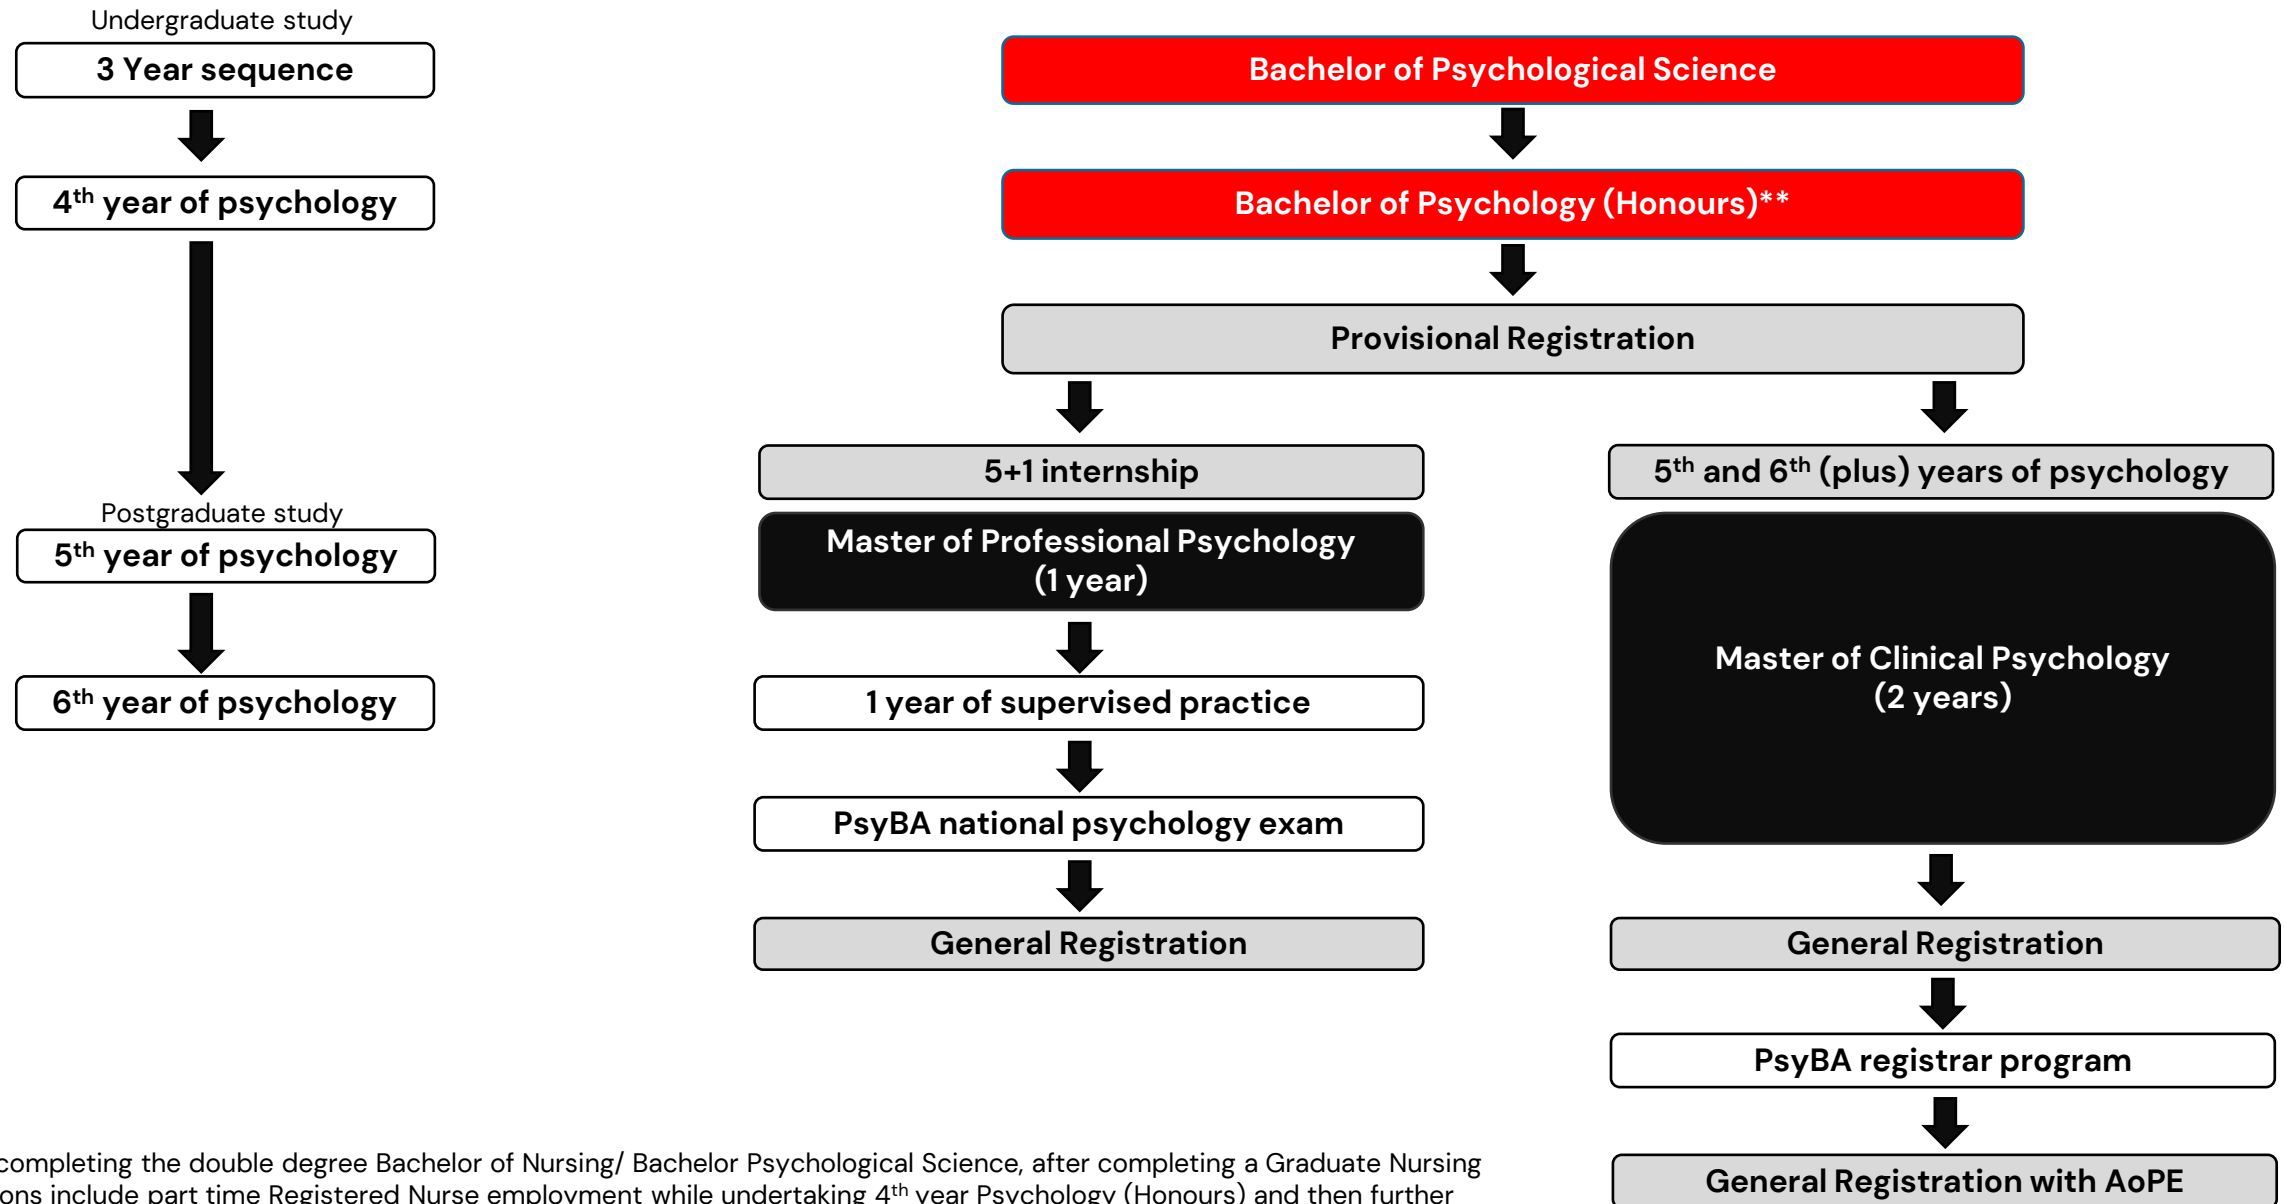 Undergraduate study
3 Year sequence
4th year of psychology
Postgraduate study
5th year of psychology
6th year of psychology
Bachelor of Psychological Science
Bachelor of Psychology (Honours)**
Provisional Registration
5+1 internship
Master of Professional Psychology
(1 year)
1 year of supervised practice
PsyBA national psychology exam
General Registration
5th and 6th (plus) years of psychology
Master of Clinical Psychology
(2 years)
General Registration
PsyBA registrar program
General Registration with AoPE
completing the double degree Bachelor of Nursing/ Bachelor Psychological Science, after completing a Graduate Nursing
include part time Registered Nurse employment while undertaking 4th year Psychology (Honours) and then further